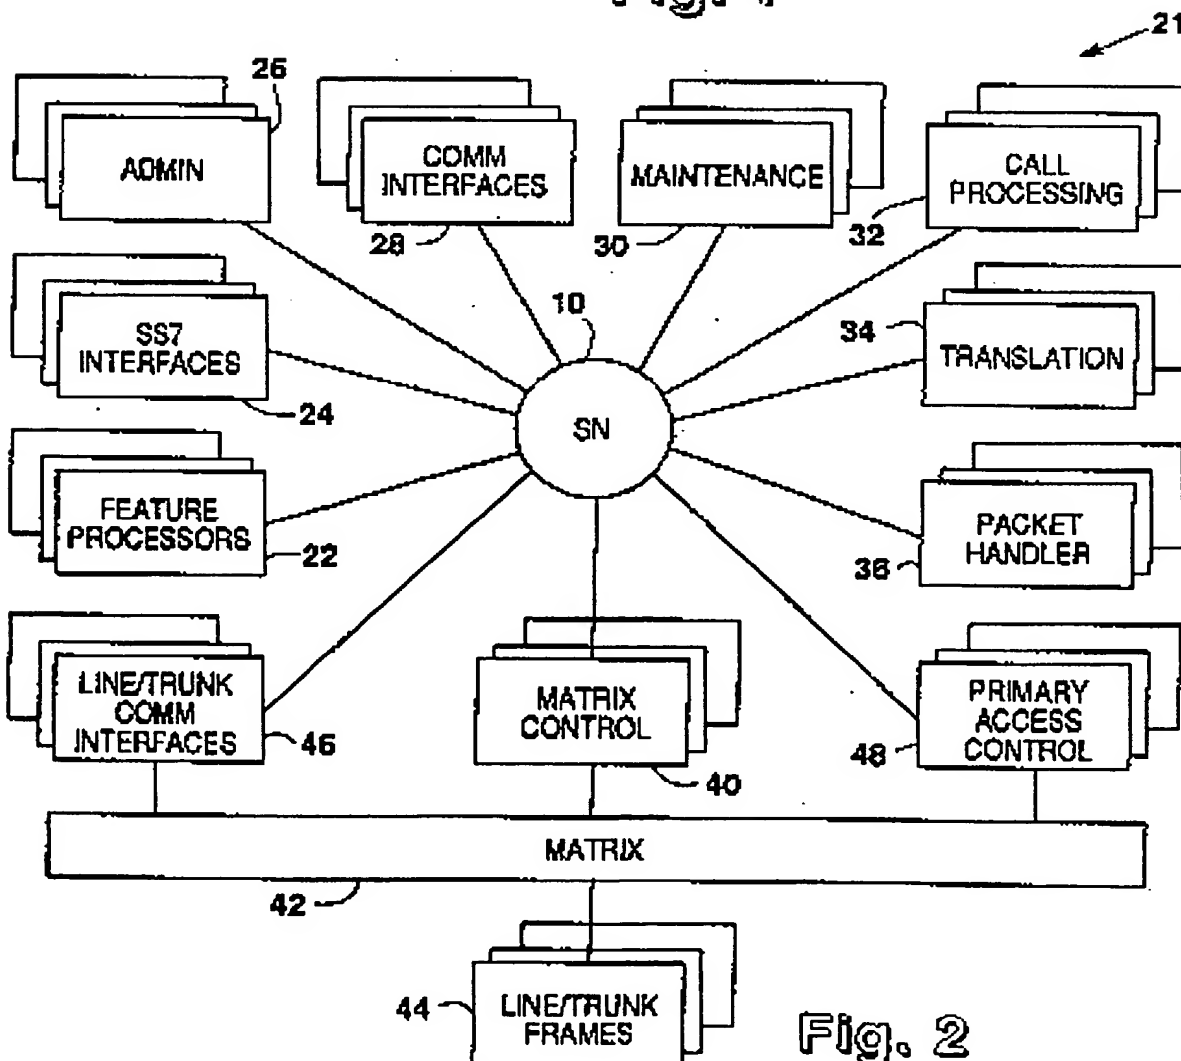 21
26
ADMIN
COMM
INTERFACES
28
MAINTENANCE
30
CALL
PROCESSING
32
SS7
INTERFACES
24
10
SN
34
TRANSLATION
FEATURE
PROCESSORS
22
PACKET
HANDLER
36
LINE/TRUNK
COMM
INTERFACES
46
MATRIX
CONTROL
40
PRIMARY
ACCESS
CONTROL
48
MATRIX
42
44
LINE/TRUNK
FRAMES
Fig. 2